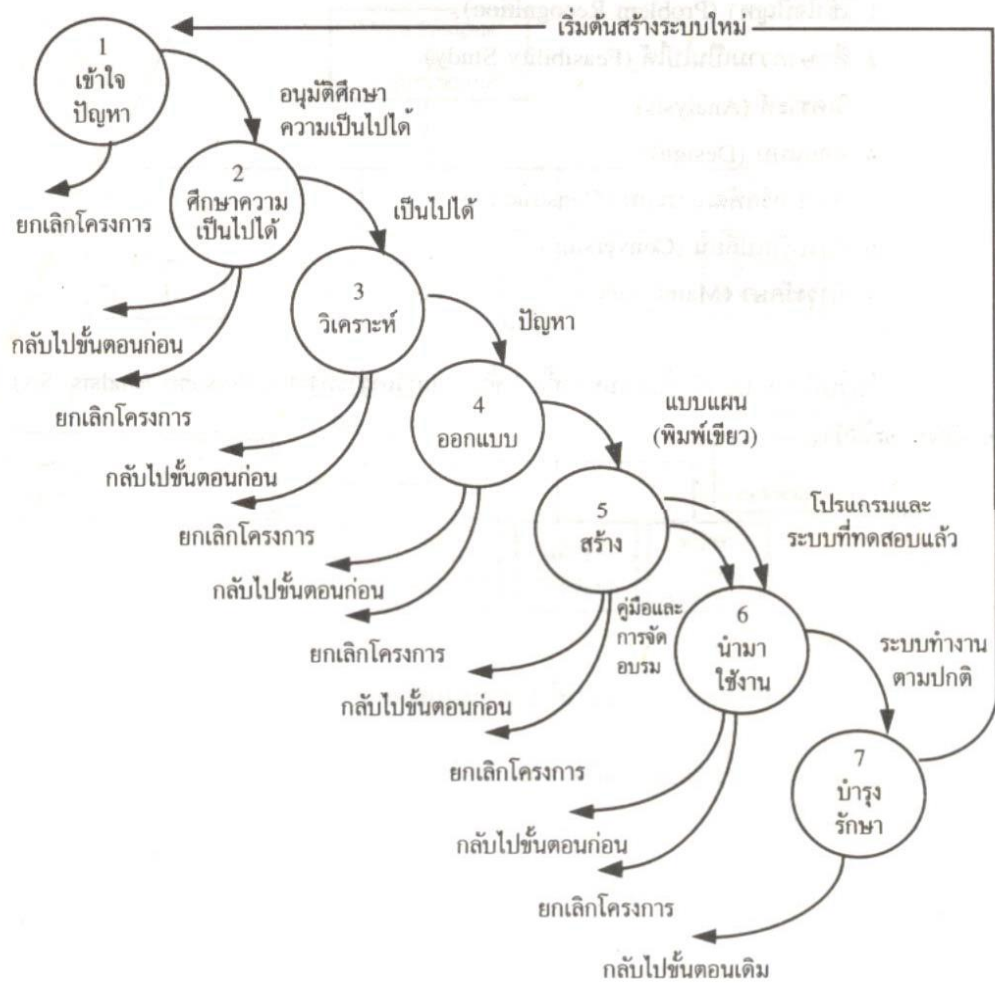 เริ่มต้นสร้างระบบใหม่
1
เข้าใจ
ปัญหา
อนุมัติศึกษา
ความเป็นไปได้
ยกเลิกโครงการ
2
ศึกษาความ
เป็นไปได้
เป็นไปได้
กลับไปขั้นตอนก่อน
ยกเลิกโครงการ
3
วิเคราะห์
ปัญหา
กลับไปขั้นตอนก่อน
ยกเลิกโครงการ
4
ออกแบบ
แบบแผน
(พิมพ์เขียว)
กลับไปขั้นตอนก่อน
ยกเลิกโครงการ
5
สร้าง
โปรแกรมและ
ระบบที่ทดสอบแล้ว
คู่มือและ
การจัด
อบรม
กลับไปขั้นตอนก่อน
ยกเลิกโครงการ
6
นำมา
ใช้งาน
ระบบทำงาน
ตามปกติ
กลับไปขั้นตอนก่อน
ยกเลิกโครงการ
7
บำรุง
รักษา
กลับไปขั้นตอนเดิม